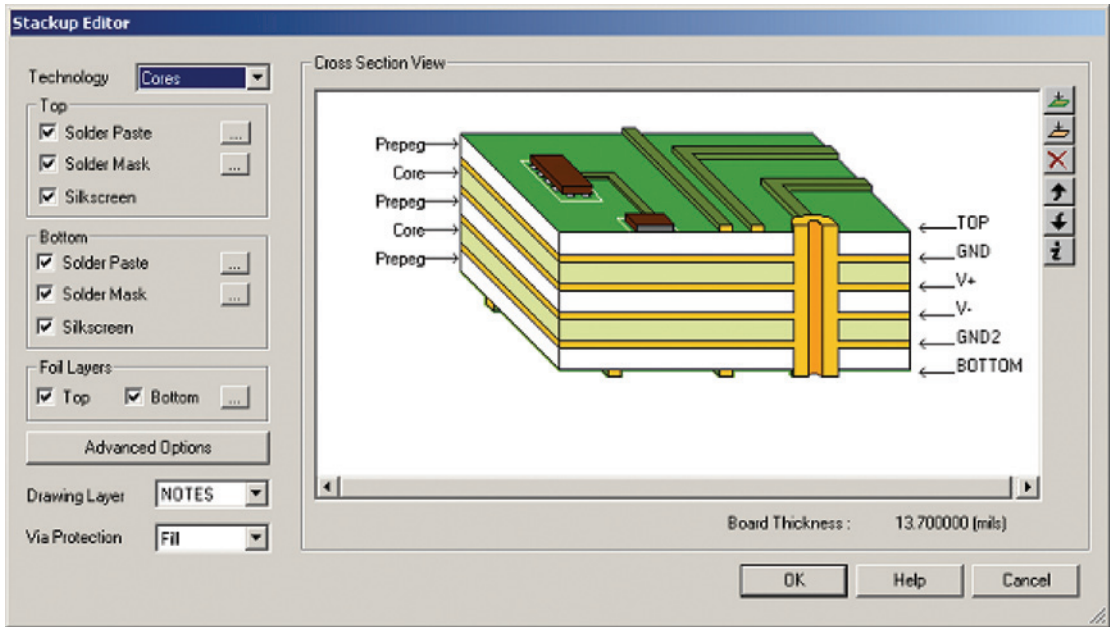 Stackup Editor
Technology Cores
Top
Solder Paste ...
Solder Mask ...
Silkscreen
Bottom
Solder Paste ...
Solder Mask ...
Silkscreen
Foil Layers
Top Bottom ...
Advanced Options
Drawing Layer NOTES
Via Protection Fill
Cross Section View
Prepeg
Core
Prepeg
Core
Prepeg
TOP
GND
V+
V-
GND2
BOTTOM
i
Board Thickness : 13.700000 (mils)
OK Help Cancel